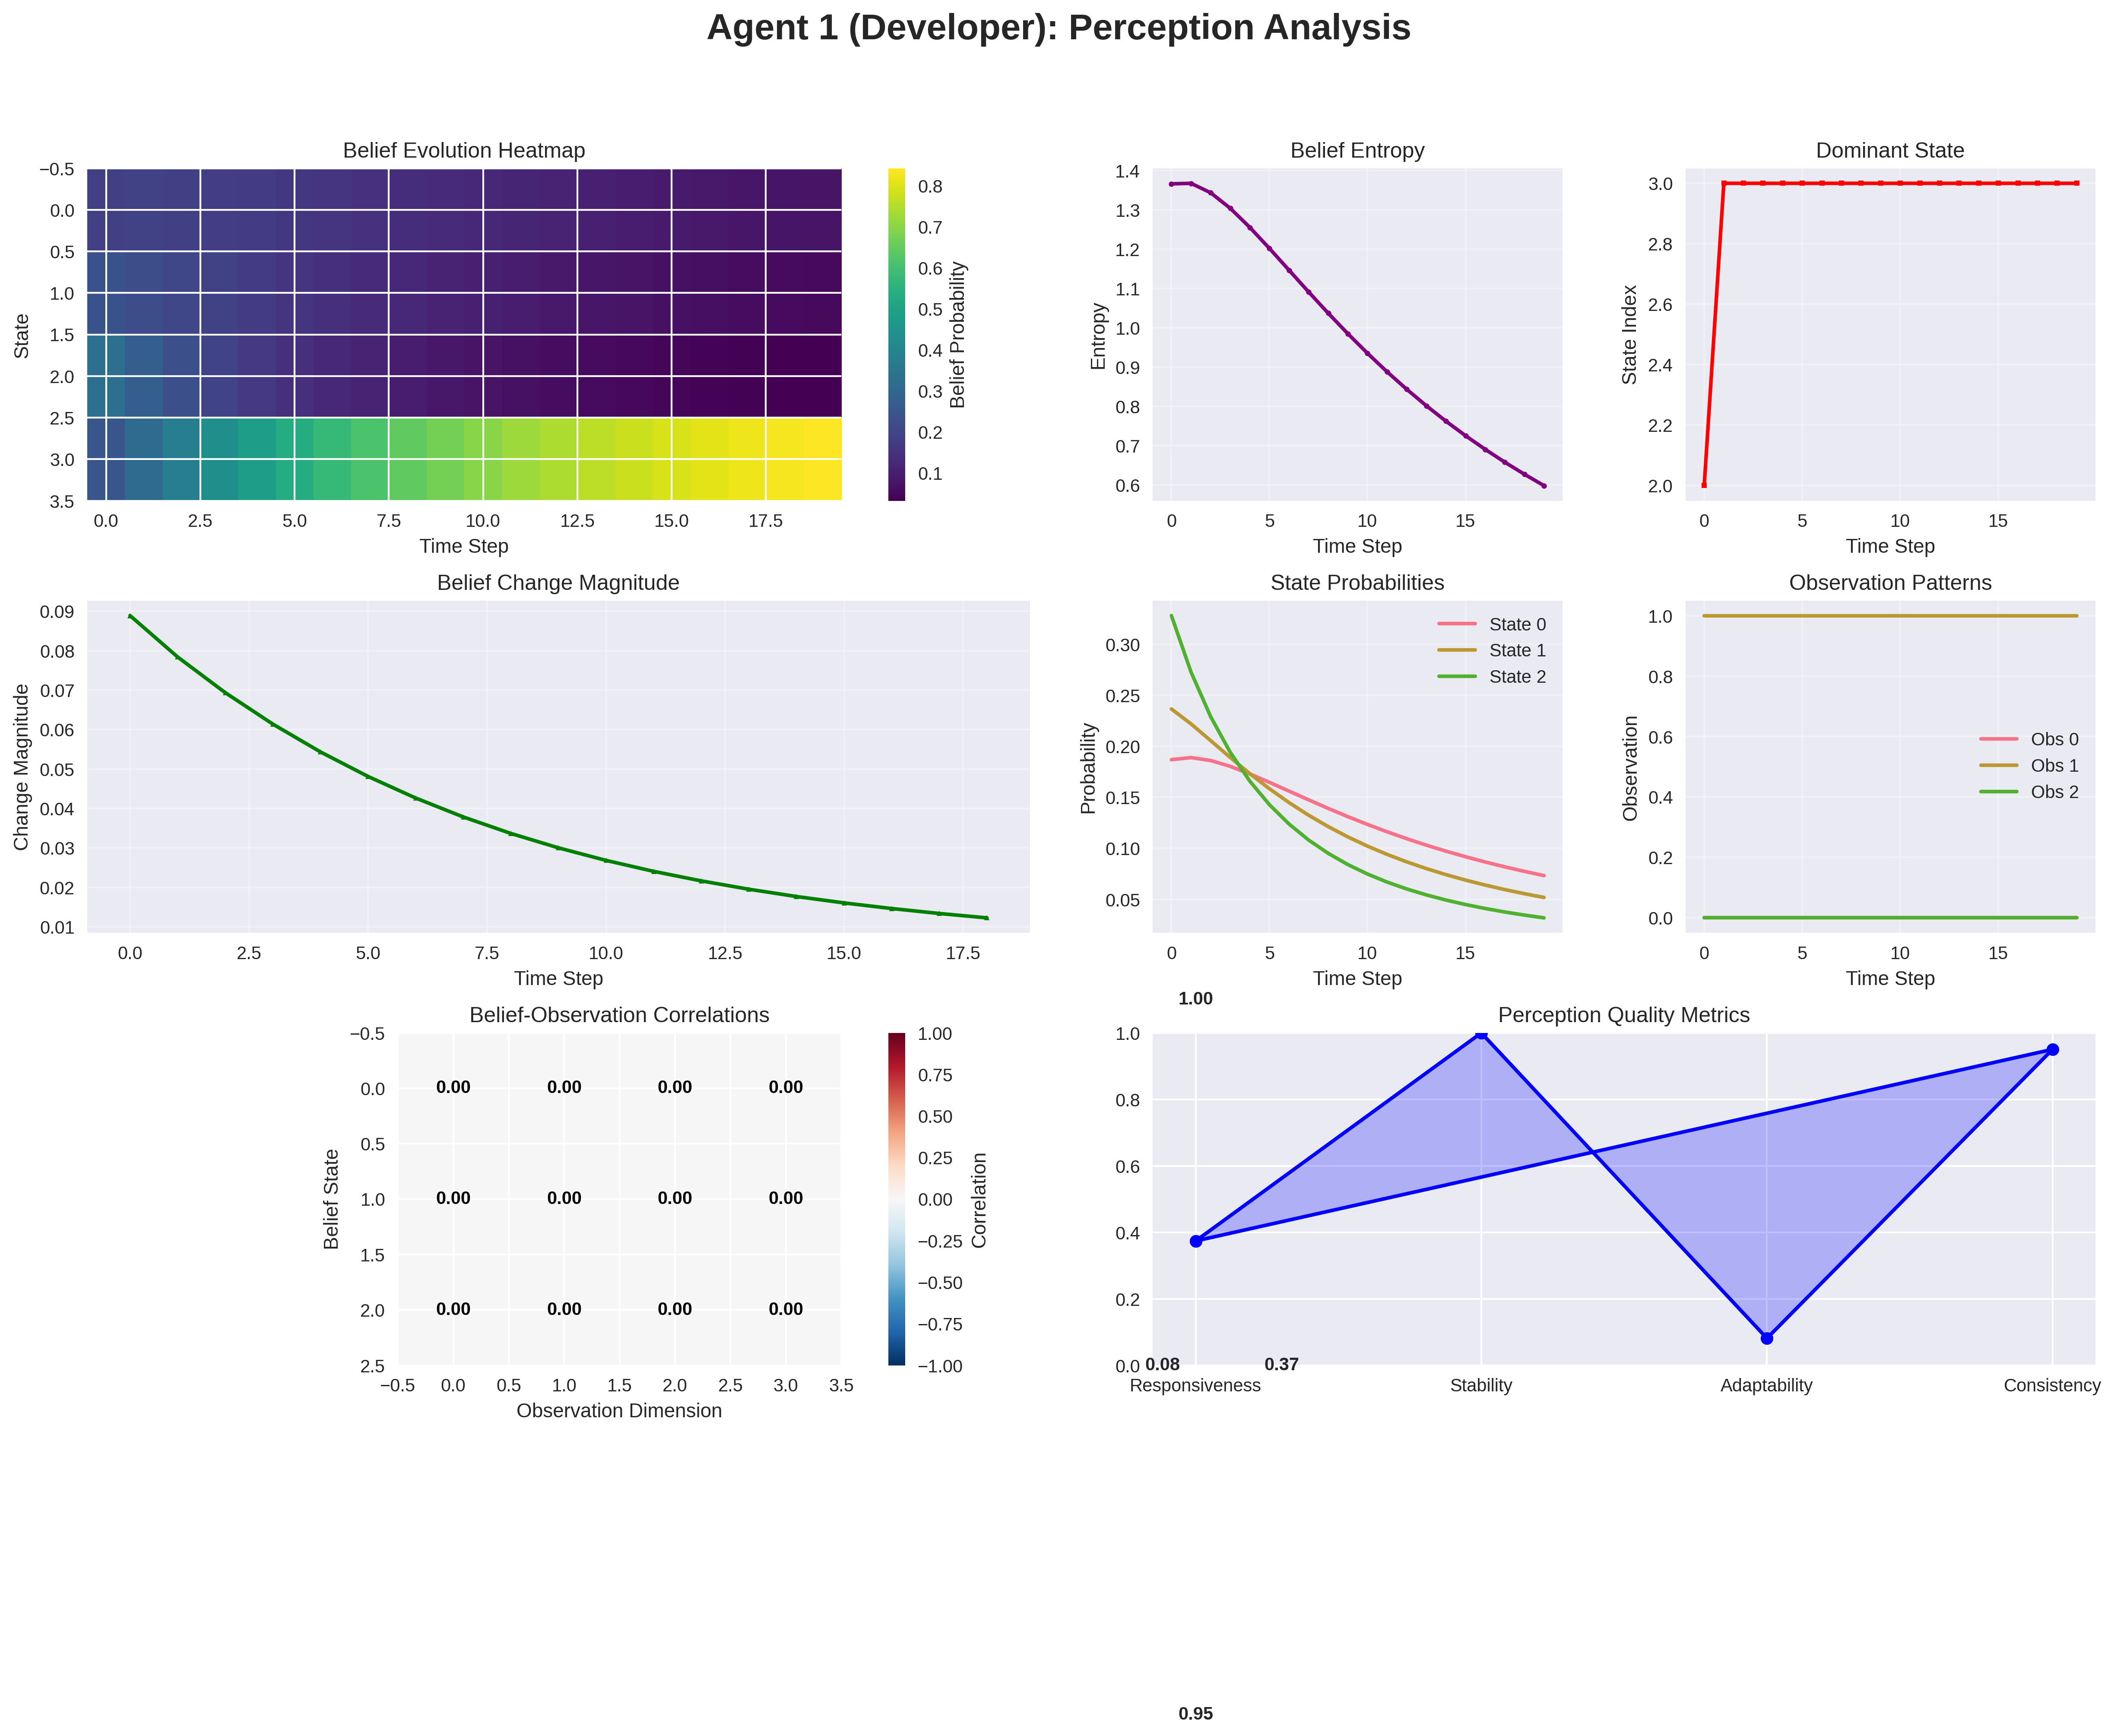 Agent 1 (Developer): Perception Analysis
Belief Evolution Heatmap
State
−0.5
0.0
0.5
1.0
1.5
2.0
2.5
3.0
3.5
0.0 2.5 5.0 7.5 10.0 12.5 15.0 17.5
Time Step
0.8
0.7
0.6
0.5
0.4
0.3
0.2
0.1
Belief Probability
Belief Entropy
Entropy
1.4
1.3
1.2
1.1
1.0
0.9
0.8
0.7
0.6
0 5 10 15
Time Step
Dominant State
State Index
3.0
2.8
2.6
2.4
2.2
2.0
0 5 10 15
Time Step
Belief Change Magnitude
Change Magnitude
0.09
0.08
0.07
0.06
0.05
0.04
0.03
0.02
0.01
0.0 2.5 5.0 7.5 10.0 12.5 15.0 17.5
Time Step
State Probabilities
Probability
0.30
0.25
0.20
0.15
0.10
0.05
State 0
State 1
State 2
0 5 10 15
Time Step
Observation Patterns
Observation
1.0
0.8
0.6
0.4
0.2
0.0
Obs 0
Obs 1
Obs 2
0 5 10 15
Time Step
Belief-Observation Correlations
Belief State
−0.5
0.0
0.5
1.0
1.5
2.0
2.5
0.00 0.00 0.00 0.00
0.00 0.00 0.00 0.00
0.00 0.00 0.00 0.00
−0.5 0.0 0.5 1.0 1.5 2.0 2.5 3.0 3.5
Observation Dimension
1.00
0.75
0.50
0.25
0.00
−0.25
−0.50
−0.75
−1.00
Correlation
1.00
Perception Quality Metrics
1.0
0.8
0.6
0.4
0.2
0.0
0.08 0.37
Responsiveness Stability Adaptability Consistency
0.95